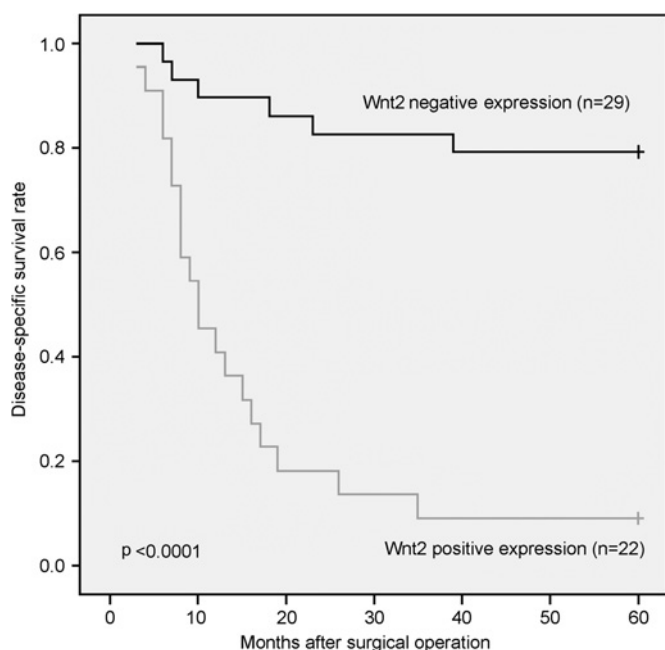 Disease-specific survival rate
1.0
0.8
0.6
0.4
0.2
0.0
Wnt2 negative expression (n=29)
Wnt2 positive expression (n=22)
p <0.0001
0 10 20 30 40 50 60
Months after surgical operation